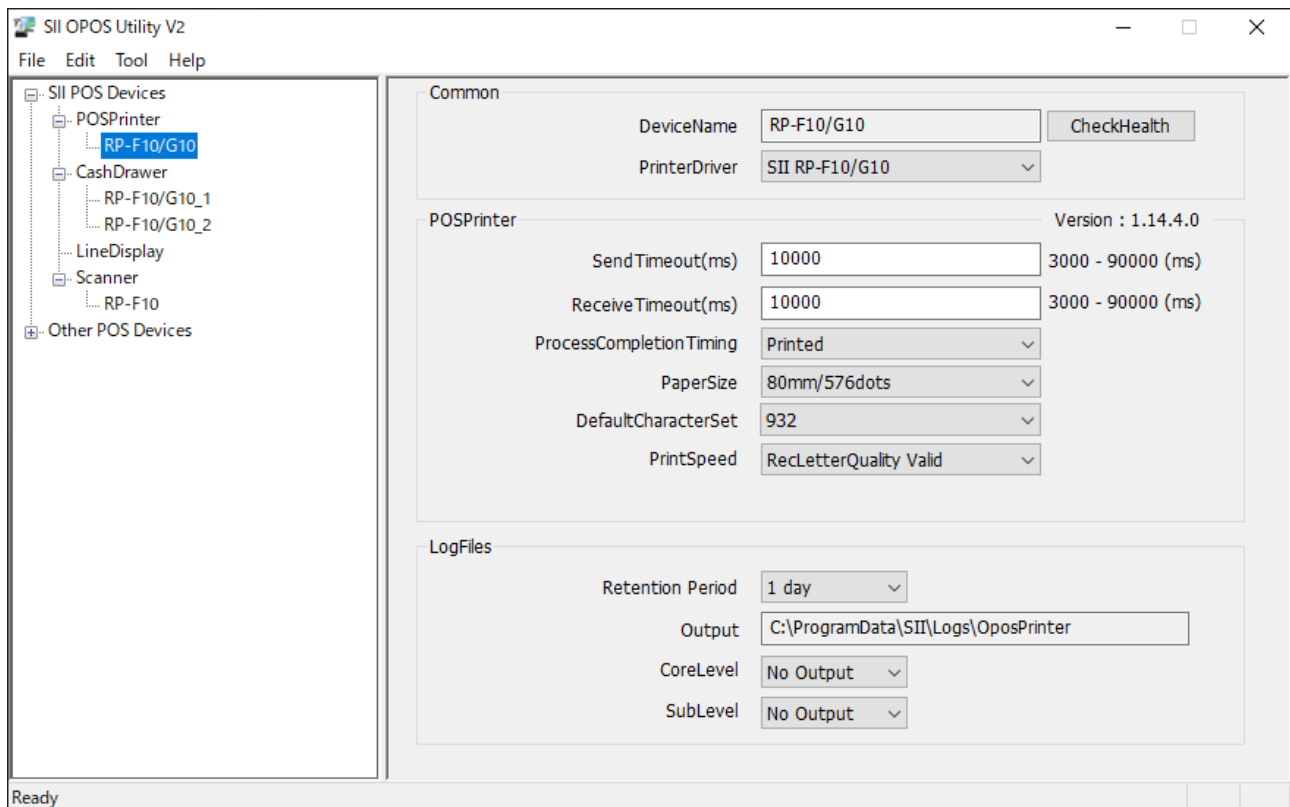 SII OPOS Utility V2
File Edit Tool Help
SII POS Devices
POSPrinter
RP-F10/G10
CashDrawer
RP-F10/G10_1
RP-F10/G10_2
LineDisplay
Scanner
RP-F10
Other POS Devices
Common
DeviceName RP-F10/G10 CheckHealth
PrinterDriver SII RP-F10/G10
POSPrinter Version : 1.14.4.0
SendTimeout(ms) 10000 3000 - 90000 (ms)
ReceiveTimeout(ms) 10000 3000 - 90000 (ms)
ProcessCompletionTiming Printed
PaperSize 80mm/576dots
DefaultCharacterSet 932
PrintSpeed RecLetterQuality Valid
LogFiles
Retention Period 1 day
Output C:\ProgramData\SII\Logs\OposPrinter
CoreLevel No Output
SubLevel No Output
Ready